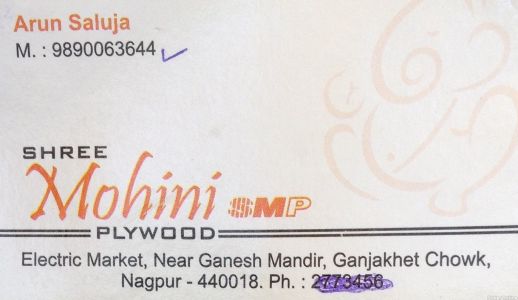 Arun Saluja
M. : 9890063644
SHREE
Mohini SMP
PLYWOOD
Electric Market, Near Ganesh Mandir, Ganjakhet Chowk,
Nagpur - 440018. Ph. : 2773456